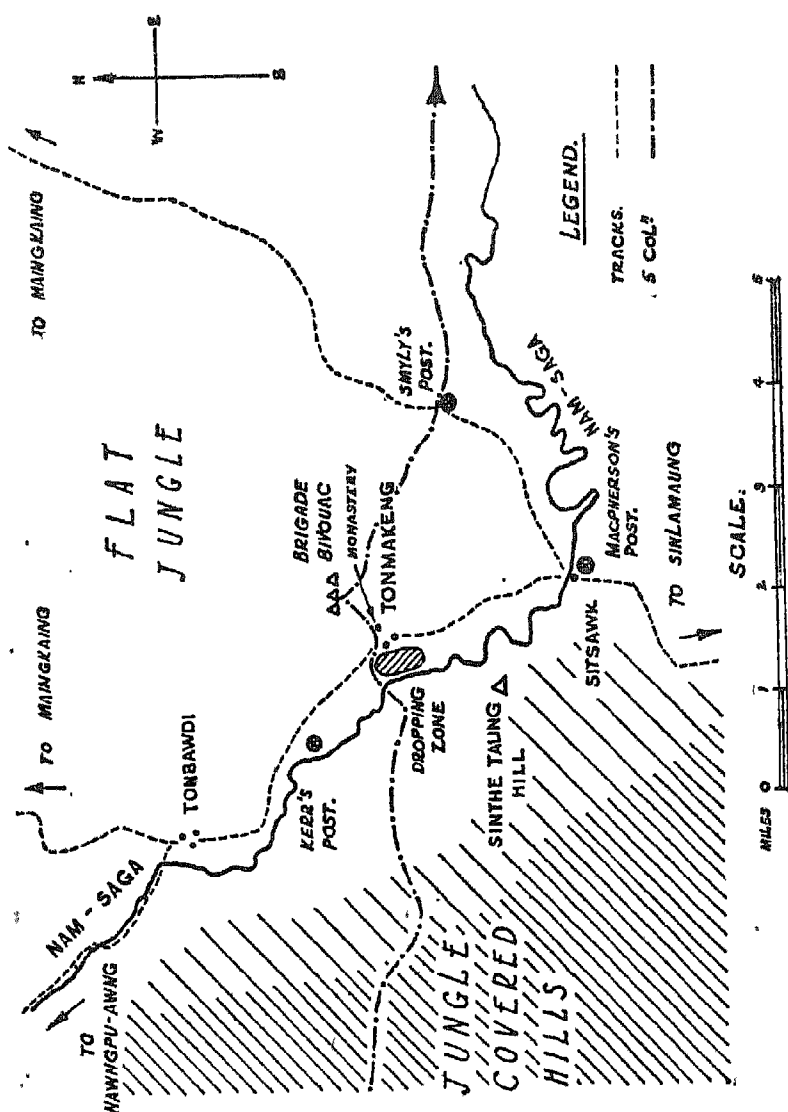 TO
NAWNGPU-AWNG
NAM-SAGA
TO MAINGKAING
TO MAINGKAING
N
W
E
S
TONBAWDI
FLAT
JUNGLE
KERR'S
POST.
BRIGADE
BIVOUAC
MONASTERY
TONMAKENG
SMYLY'S
POST.
DROPPING
ZONE
JUNGLE
COVERED
HILLS
SINTHE TAUNG
HILL
SITSAWK
MACPHERSON'S
POST.
NAM-SAGA
TO SINLAMAUNG
LEGEND.
TRACKS.
5 COLᴺ
SCALE.
MILES 0 1 2 3 4 5